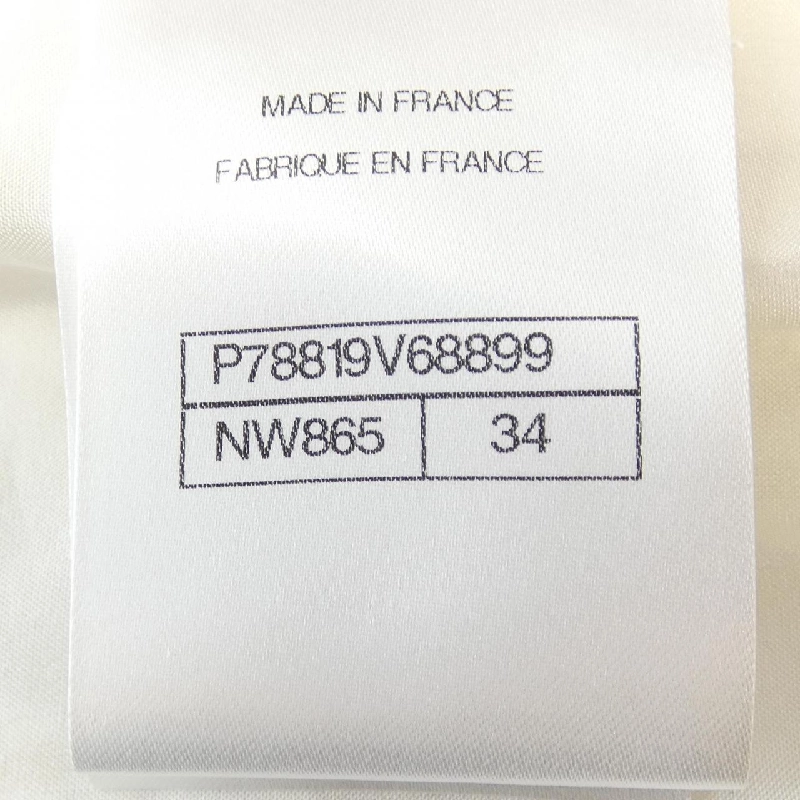 MADE IN FRANCE
FABRIQUE EN FRANCE
P78819V68899
NW865 34